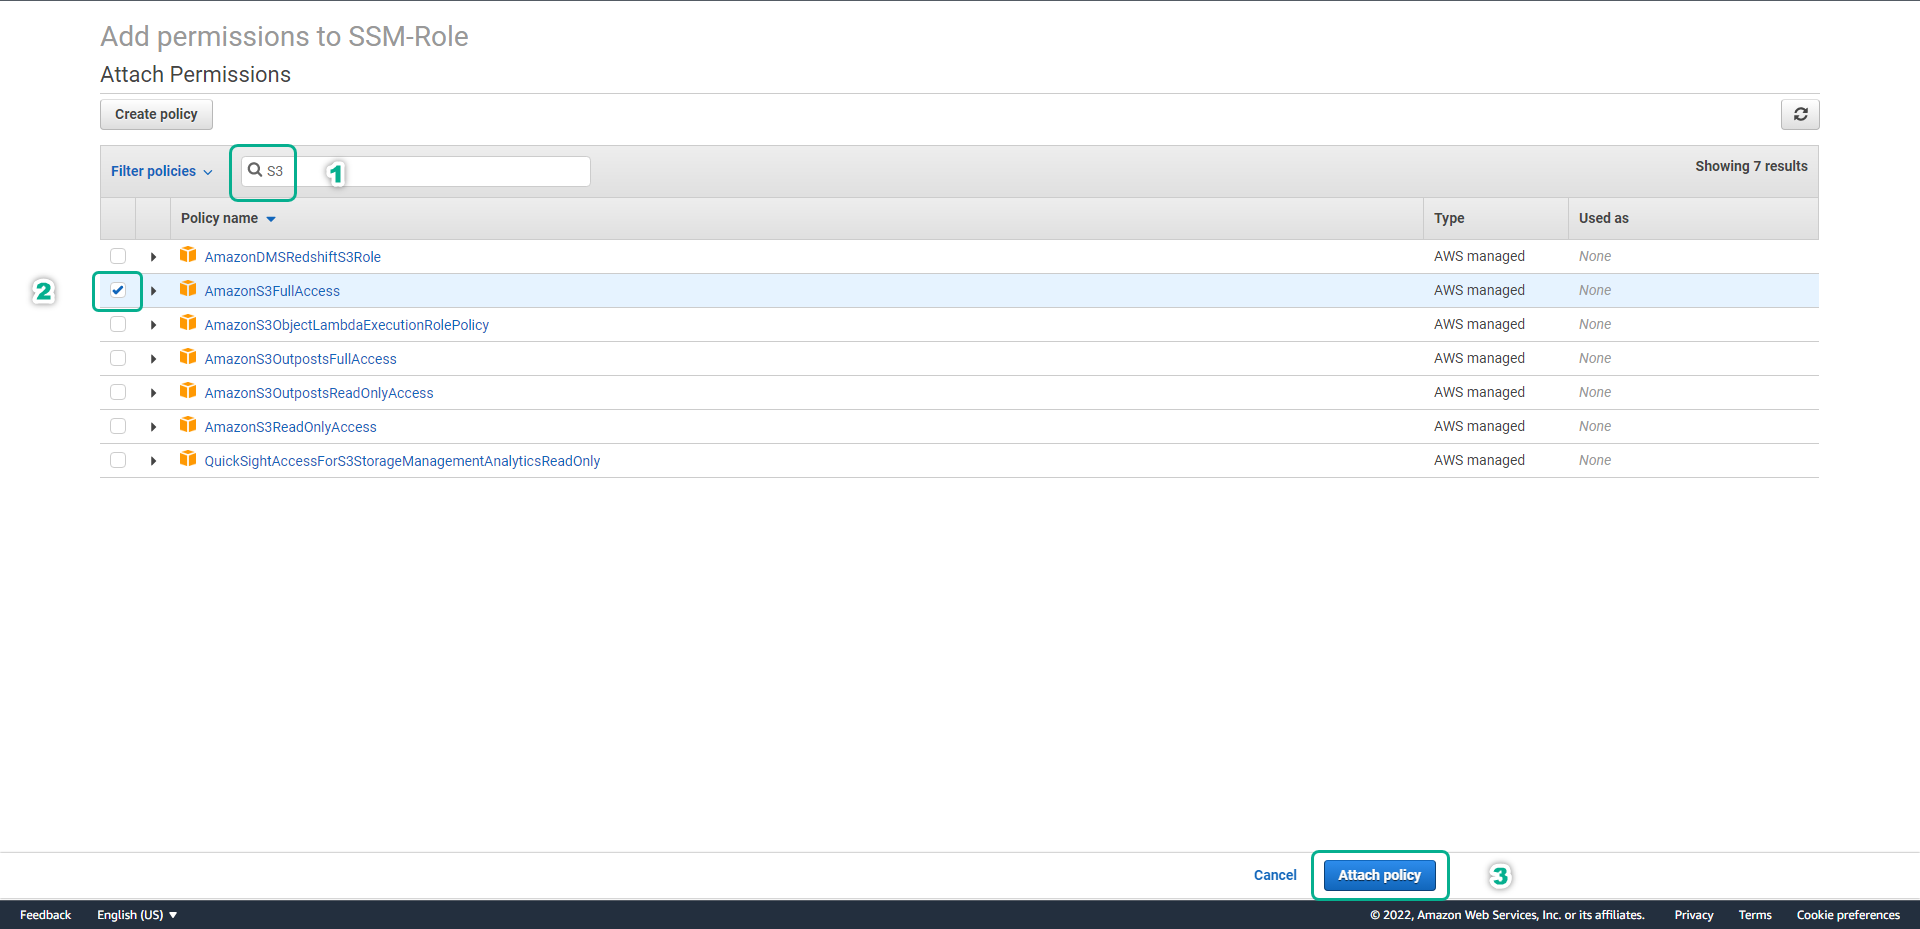 Add permissions to SSM-Role
Attach Permissions
Create policy
Filter policies S3 1 Showing 7 results
Policy name Type Used as
AmazonDMSRedshiftS3Role AWS managed None
2 AmazonS3FullAccess AWS managed None
AmazonS3ObjectLambdaExecutionRolePolicy AWS managed None
AmazonS3OutpostsFullAccess AWS managed None
AmazonS3OutpostsReadOnlyAccess AWS managed None
AmazonS3ReadOnlyAccess AWS managed None
QuickSightAccessForS3StorageManagementAnalyticsReadOnly AWS managed None
Cancel Attach policy 3
Feedback English (US) © 2022, Amazon Web Services, Inc. or its affiliates. Privacy Terms Cookie preferences